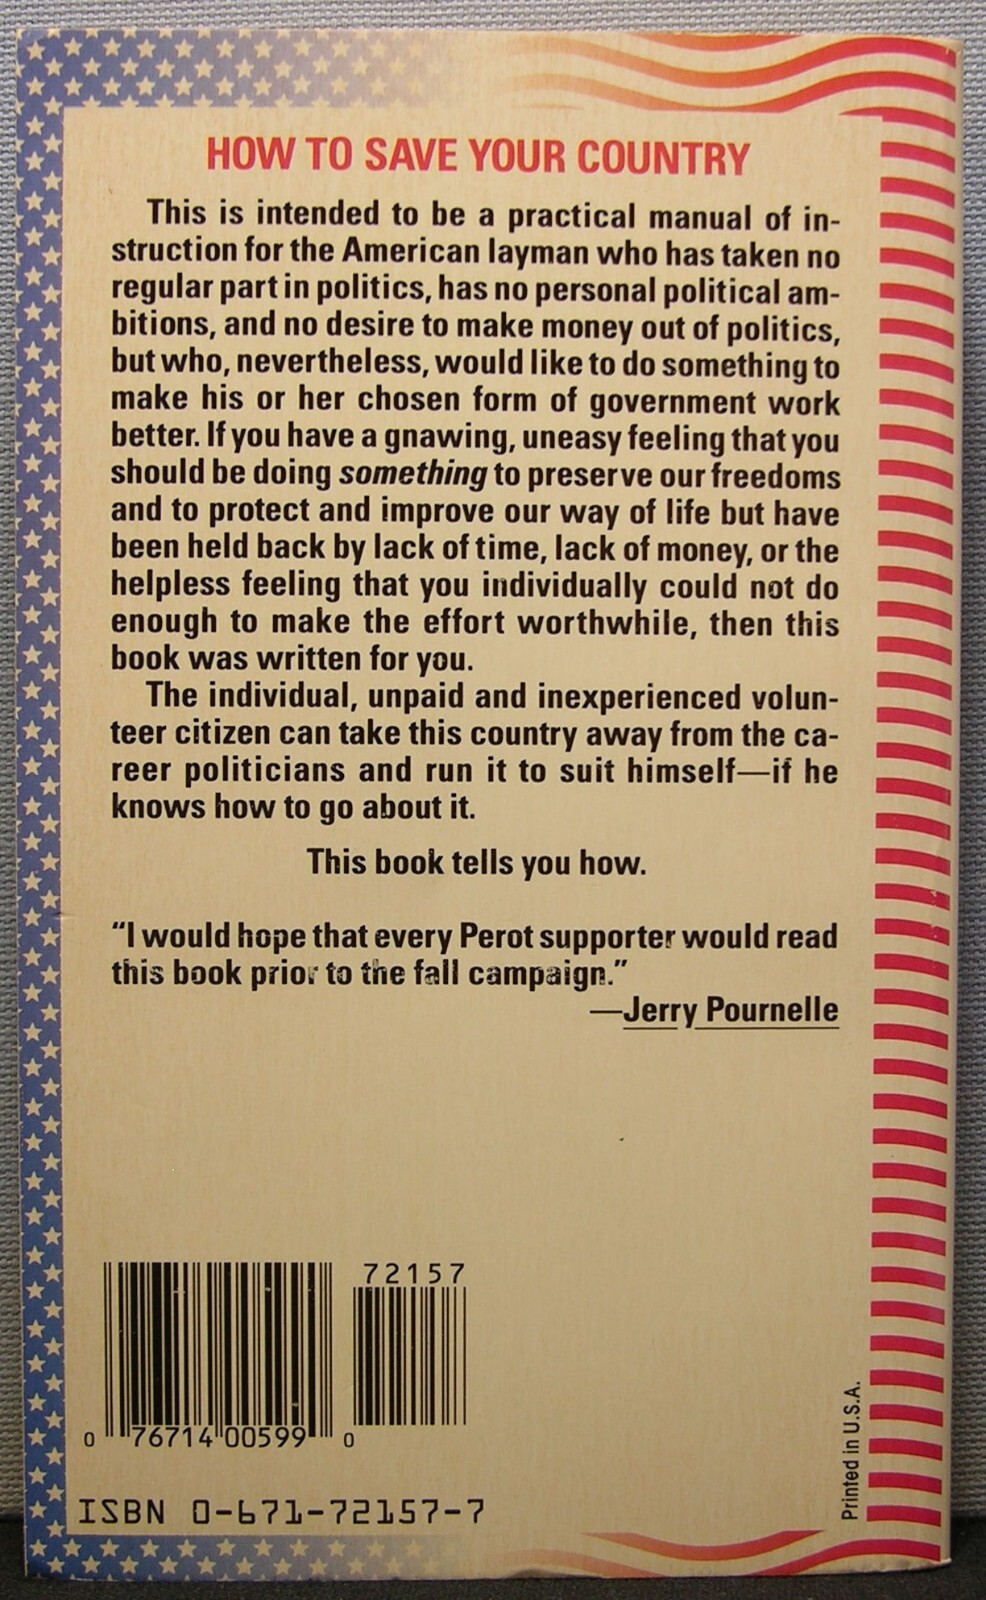 HOW TO SAVE YOUR COUNTRY
This is intended to be a practical manual of in-
struction for the American layman who has taken no
regular part in politics, has no personal political am-
bitions, and no desire to make money out of politics,
but who, nevertheless, would like to do something to
make his or her chosen form of government work
better. If you have a gnawing, uneasy feeling that you
should be doing something to preserve our freedoms
and to protect and improve our way of life but have
been held back by lack of time, lack of money, or the
helpless feeling that you individually could not do
enough to make the effort worthwhile, then this
book was written for you.
The individual, unpaid and inexperienced volun-
teer citizen can take this country away from the ca-
reer politicians and run it to suit himself—if he
knows how to go about it.
This book tells you how.
“I would hope that every Perot supporter would read
this book prior to the fall campaign.”
—Jerry Pournelle
72157
0 76714 00599 0
ISBN 0-671-72157-7
Printed in U.S.A.